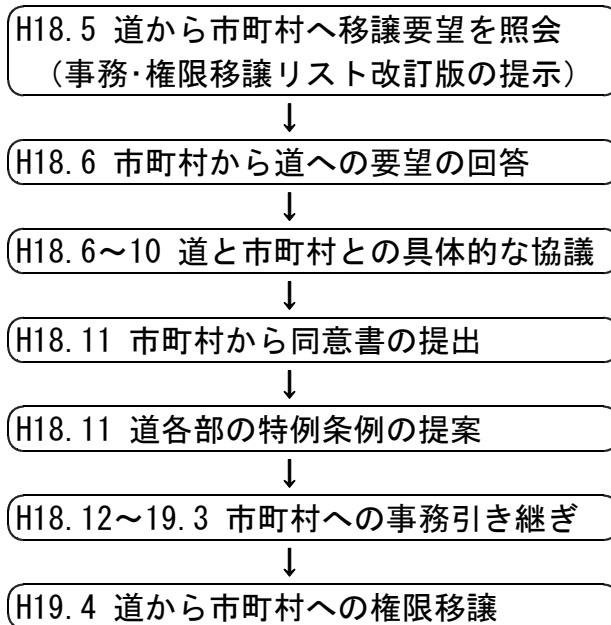 H18.5 道から市町村へ移譲要望を照会
（事務･権限移譲リスト改訂版の提示）
↓
H18.6 市町村から道への要望の回答
↓
H18.6～10 道と市町村との具体的な協議
↓
H18.11 市町村から同意書の提出
↓
H18.11 道各部の特例条例の提案
↓
H18.12～19.3 市町村への事務引き継ぎ
↓
H19.4 道から市町村への権限移譲